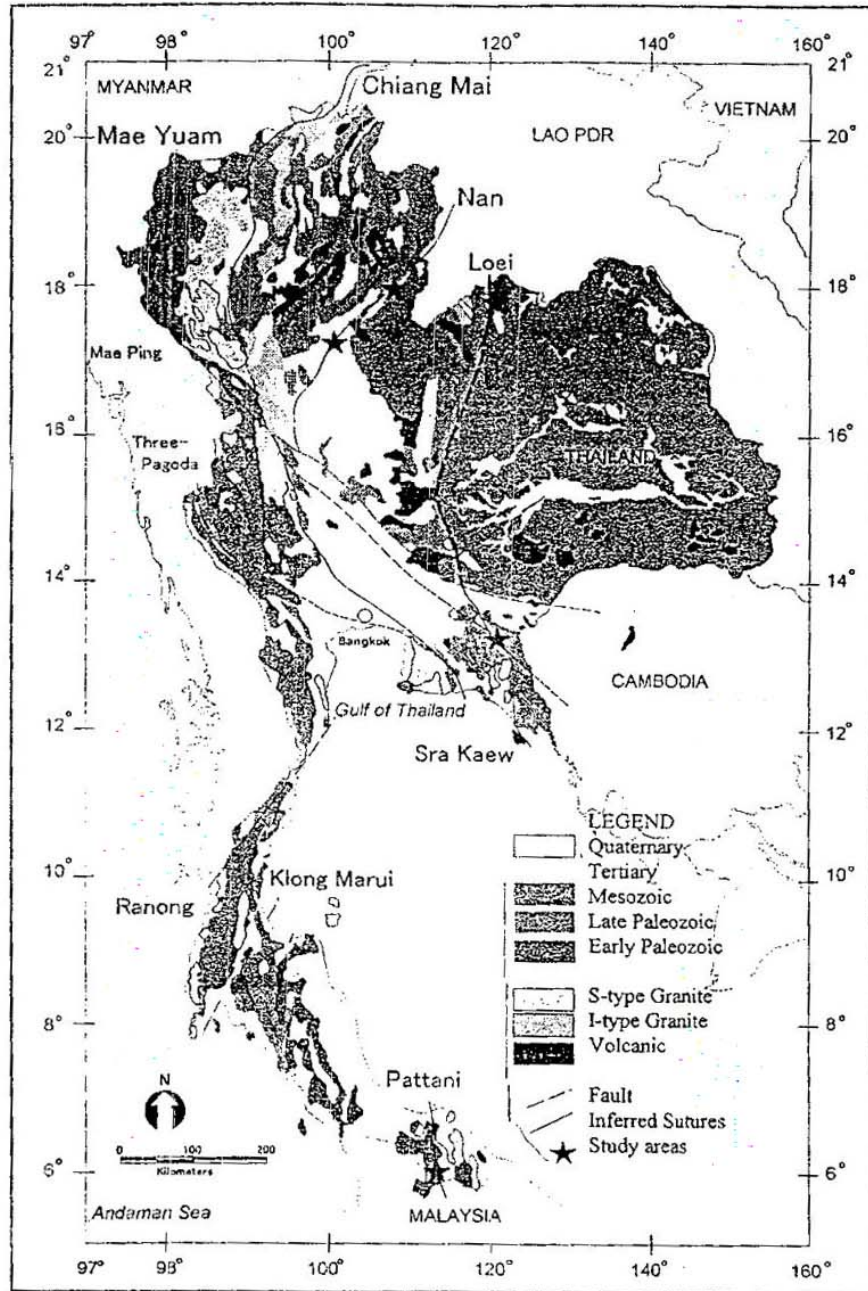 97° 98° 100° 120° 140° 160°
21° 21°
MYANMAR
Chiang Mai
VIETNAM
20° 20°
LAO PDR
Mae Yuam
Nan
Loei
18° 18°
Mae Ping
Three-
Pagoda
16° 16°
THAILAND
14° 14°
Bangkok
CAMBODIA
Gulf of Thailand
12° 12°
Sra Kaew
LEGEND
Quaternary
Tertiary
Mesozoic
Late Paleozoic
Early Paleozoic
S-type Granite
I-type Granite
Volcanic
Fault
Inferred Sutures
Study areas
10° 10°
Klong Marui
Ranong
8° 8°
Pattani
N
0 100 200
Kilometers
6° 6°
Andaman Sea
MALAYSIA
97° 98° 100° 120° 140° 160°